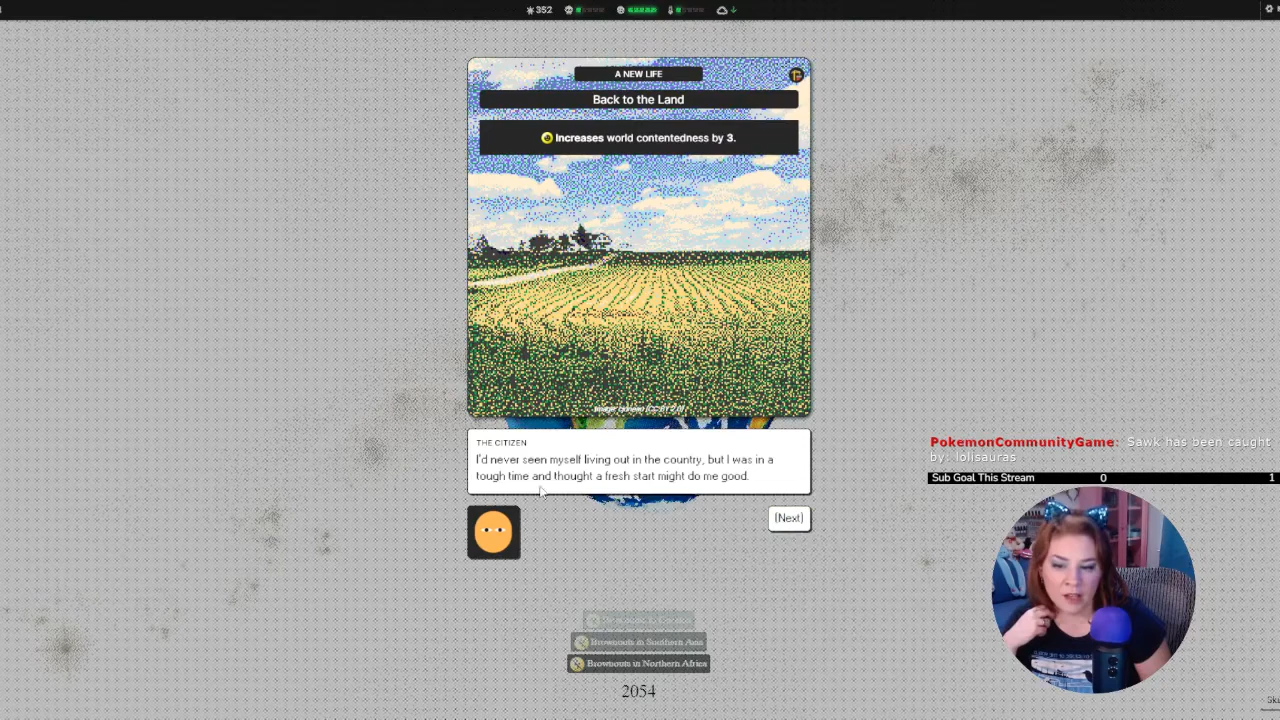 352
A NEW LIFE
Back to the Land
Increases world contentedness by 3.
THE CITIZEN
I'd never seen myself living out in the country, but I was in a
tough time and thought a fresh start might do me good.
(Next)
PokemonCommunityGame: Sawk has been caught
by: lolisauras
Sub Goal This Stream 0 1
Brownouts in Southern Asia
Brownouts in Northern Africa
2054